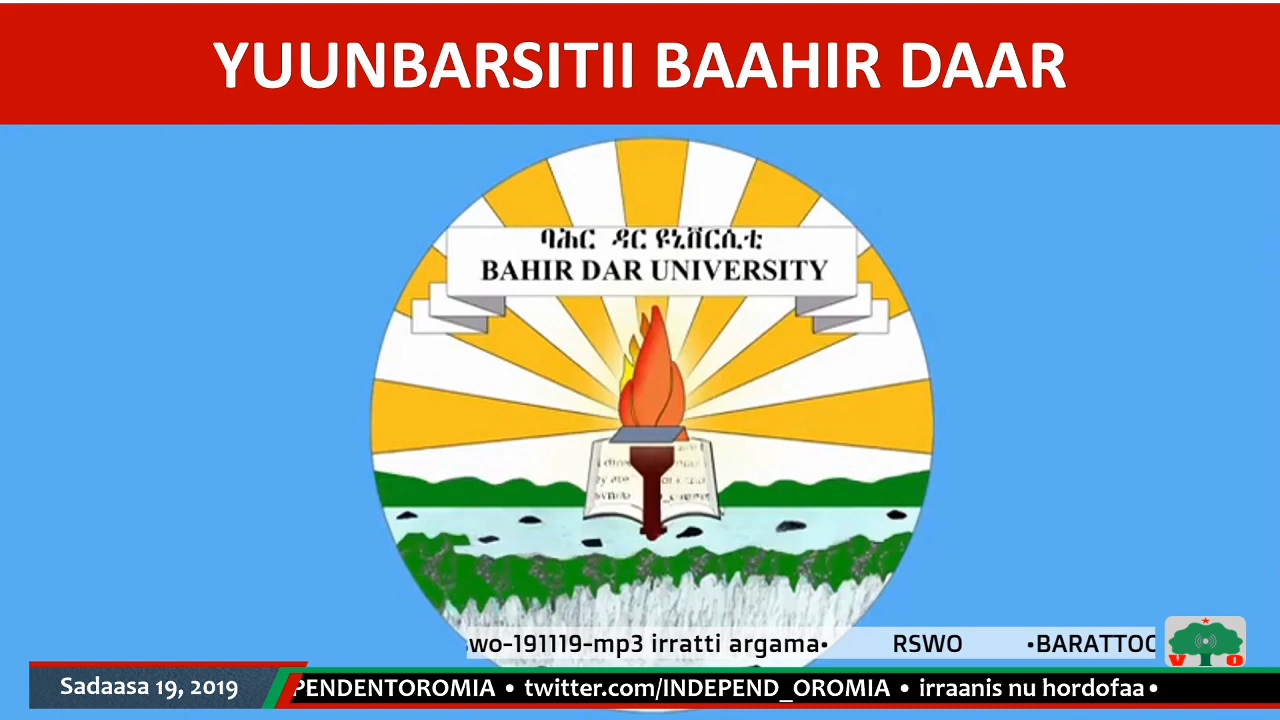 YUUNBARSITII BAAHIR DAAR
ባሕር ዳር ዩኒቨርሲቲ
BAHIR DAR UNIVERSITY
wo-191119-mp3 irratti argama• RSWO •BARATTOO
V O
Sadaasa 19, 2019
PENDENTOROMIA • twitter.com/INDEPEND_OROMIA • irraanis nu hordofaa •